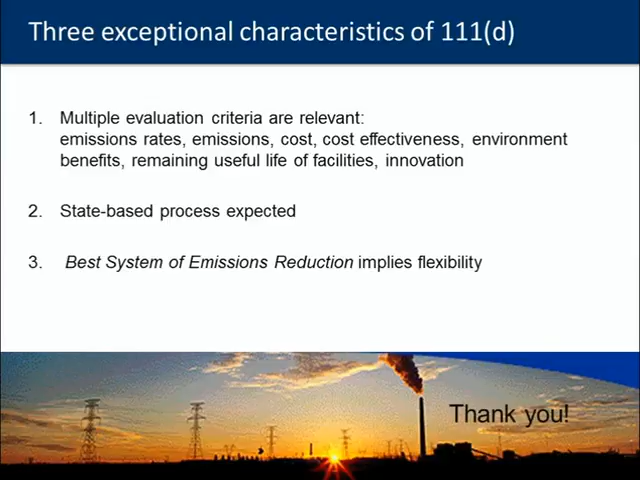 Three exceptional characteristics of 111(d)
1. Multiple evaluation criteria are relevant:
emissions rates, emissions, cost, cost effectiveness, environment
benefits, remaining useful life of facilities, innovation
2. State-based process expected
3. Best System of Emissions Reduction implies flexibility
Thank you!